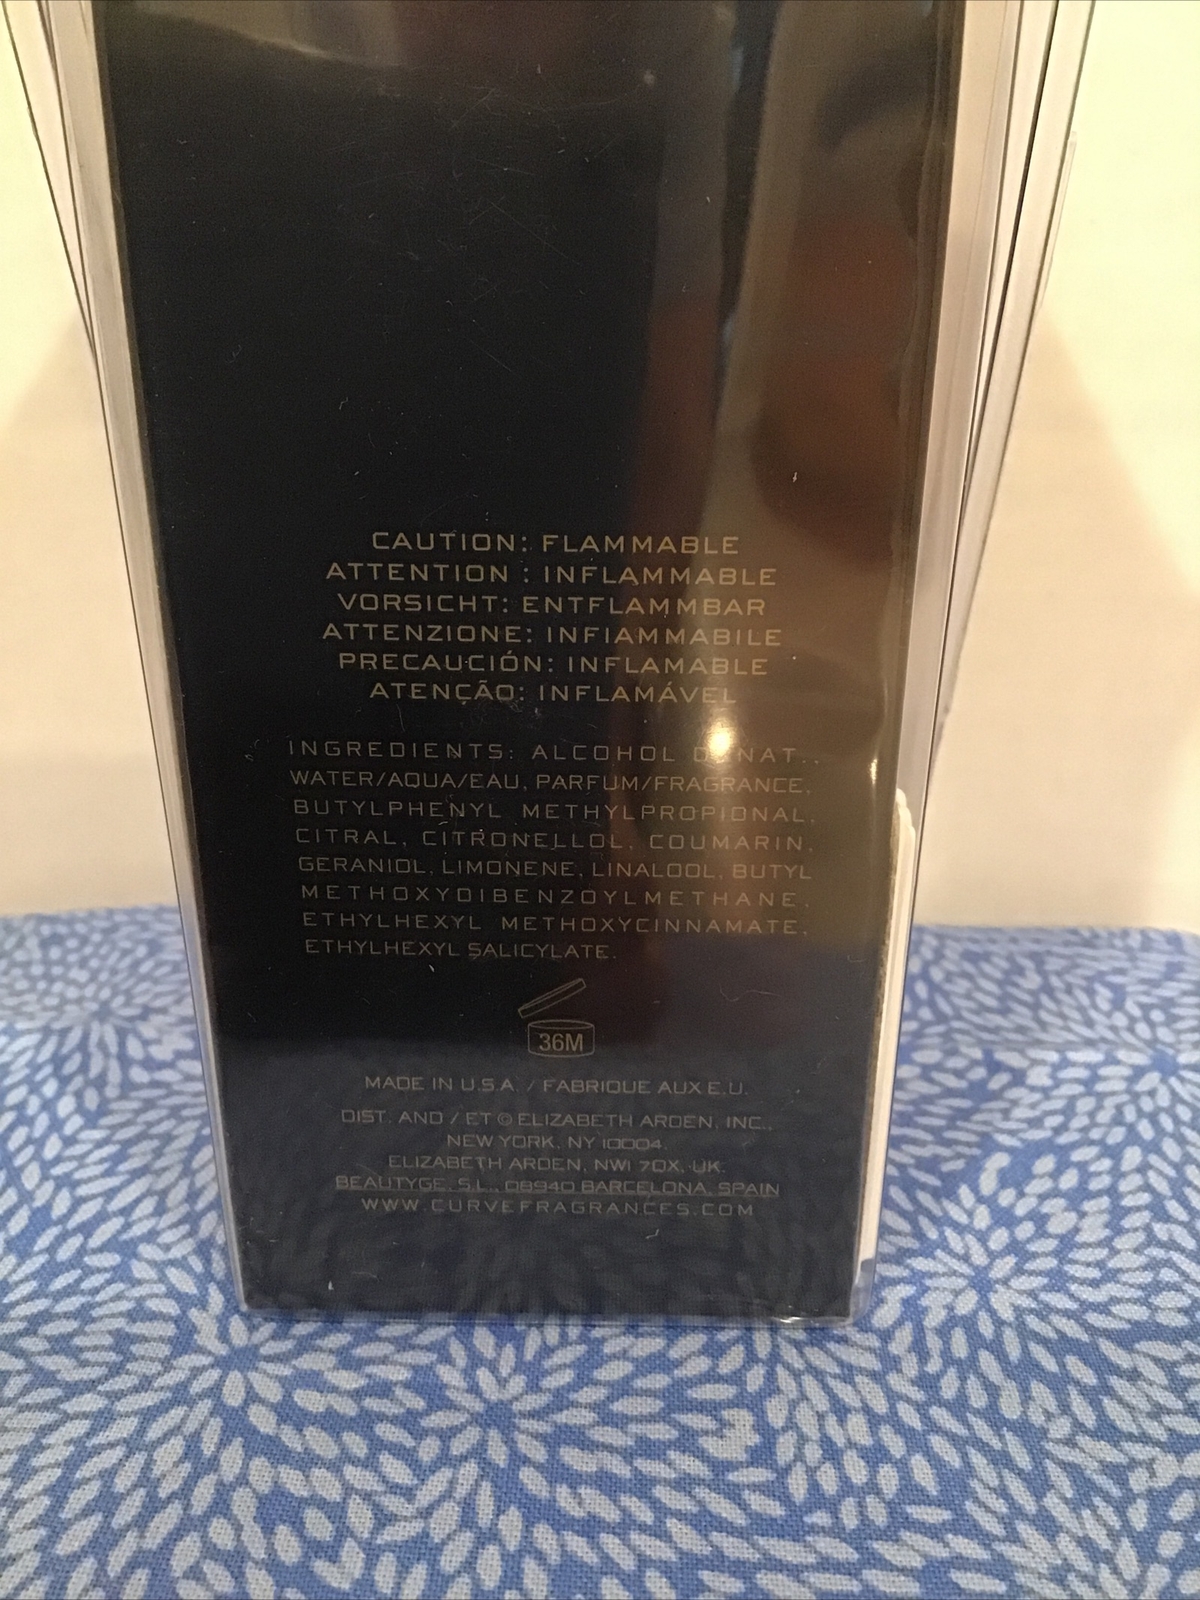 CAUTION: FLAMMABLE
ATTENTION : INFLAMMABLE
VORSICHT: ENTFLAMMBAR
ATTENZIONE: INFIAMMABILE
PRECAUCIÓN: INFLAMABLE
ATENÇÃO: INFLAMÁVEL
INGREDIENTS: ALCOHOL DENAT.,
WATER/AQUA/EAU, PARFUM/FRAGRANCE,
BUTYLPHENYL METHYLPROPIONAL,
CITRAL, CITRONELLOL, COUMARIN,
GERANIOL, LIMONENE, LINALOOL, BUTYL
METHOXYDIBENZOYLMETHANE,
ETHYLHEXYL METHOXYCINNAMATE,
ETHYLHEXYL SALICYLATE.
36M
MADE IN U.S.A. / FABRIQUE AUX E.U.
DIST. AND / ET © ELIZABETH ARDEN, INC.,
NEW YORK, NY 10004.
ELIZABETH ARDEN, NW1 7DX, UK.
BEAUTYGE, S.L., 08940 BARCELONA, SPAIN
WWW.CURVEFRAGRANCES.COM